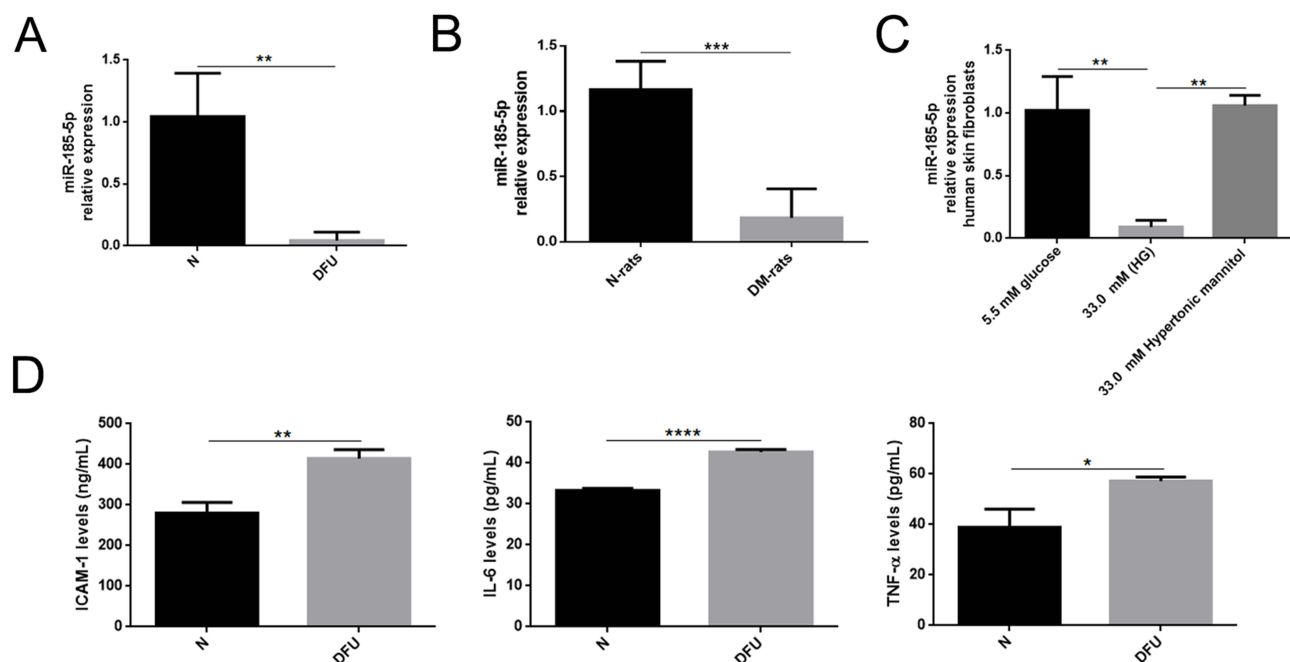 A
miR-185-5p
relative expression
1.5
1.0
0.5
0.0
**
N
DFU
B
miR-185-5p
relative expression
1.5
1.0
0.5
0.0
***
N-rats
DM-rats
C
miR-185-5p
relative expression
human skin fibroblasts
1.5
1.0
0.5
0.0
**
**
5.5 mM glucose
33.0 mM (HG)
33.0 mM Hypertonic mannitol
D
ICAM-1 levels (ng/mL)
500
400
300
200
100
0
**
N
DFU
IL-6 levels (pg/mL)
50
40
30
20
10
0
****
N
DFU
TNF-α levels (pg/mL)
80
60
40
20
0
*
N
DFU